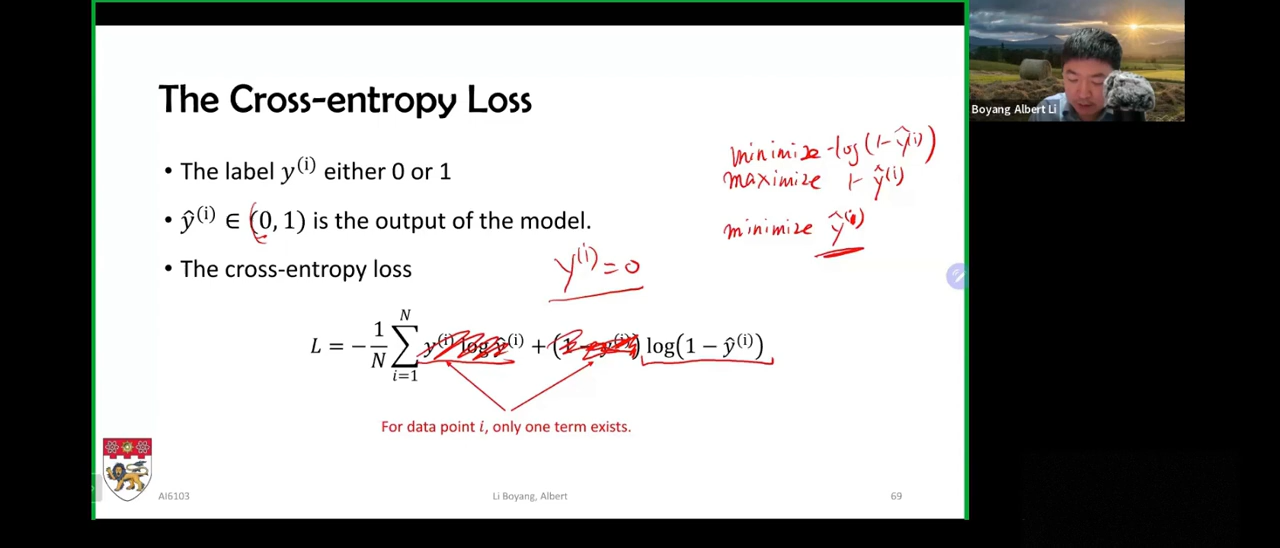 The Cross-entropy Loss
Boyang Albert Li
• The label y⁽ⁱ⁾ either 0 or 1
minimize -log(1-ŷ⁽ⁱ⁾)
maximize 1-ŷ⁽ⁱ⁾
• ŷ⁽ⁱ⁾ ∈ (0, 1) is the output of the model.
minimize ŷ⁽ⁱ⁾
• The cross-entropy loss
y⁽ⁱ⁾=0
L = −1/N ∑ᵢ₌₁ᴺ y⁽ⁱ⁾ log ŷ⁽ⁱ⁾ + (1 − y⁽ⁱ⁾) log(1 − ŷ⁽ⁱ⁾)
For data point i, only one term exists.
AI6103
Li Boyang, Albert
69